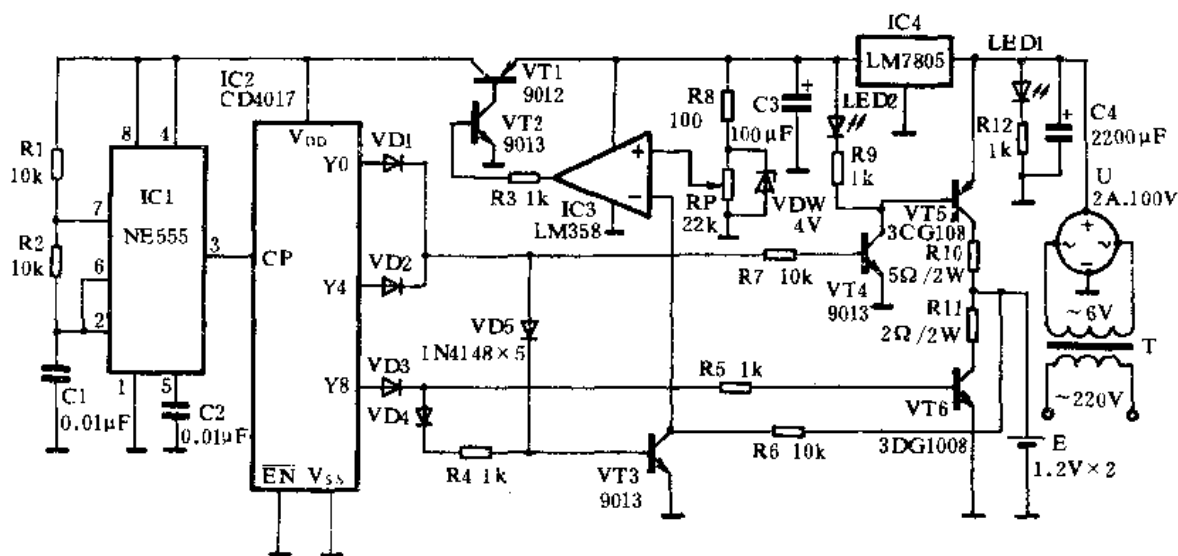 IC4
LM7805
LED1
IC2
CD4017
VT1
9012
VT2
9013
R8
100
C3
+
100μF
LED2
R12
1k
C4
+
2200μF
U
2A.100V
V_DD
VD1
Y0
R1
10k
8
4
IC1
NE555
7
R2
10k
6
2
3
CP
R3 1k
+
−
IC3
LM358
RP
22k
VDW
4V
R9
1k
VT5
3CG108
R10
5Ω/2W
+
~
~
−
VD2
Y4
R7 10k
VT4
9013
R11
2Ω/2W
~6V
T
VD5
1N4148×5
VD3
Y8
VD4
R5 1k
VT6
3DG1008
~220V
1
5
C1
0.01μF
C2
0.01μF
R4 1k
VT3
9013
R6 10k
E
1.2V×2
EN V_SS